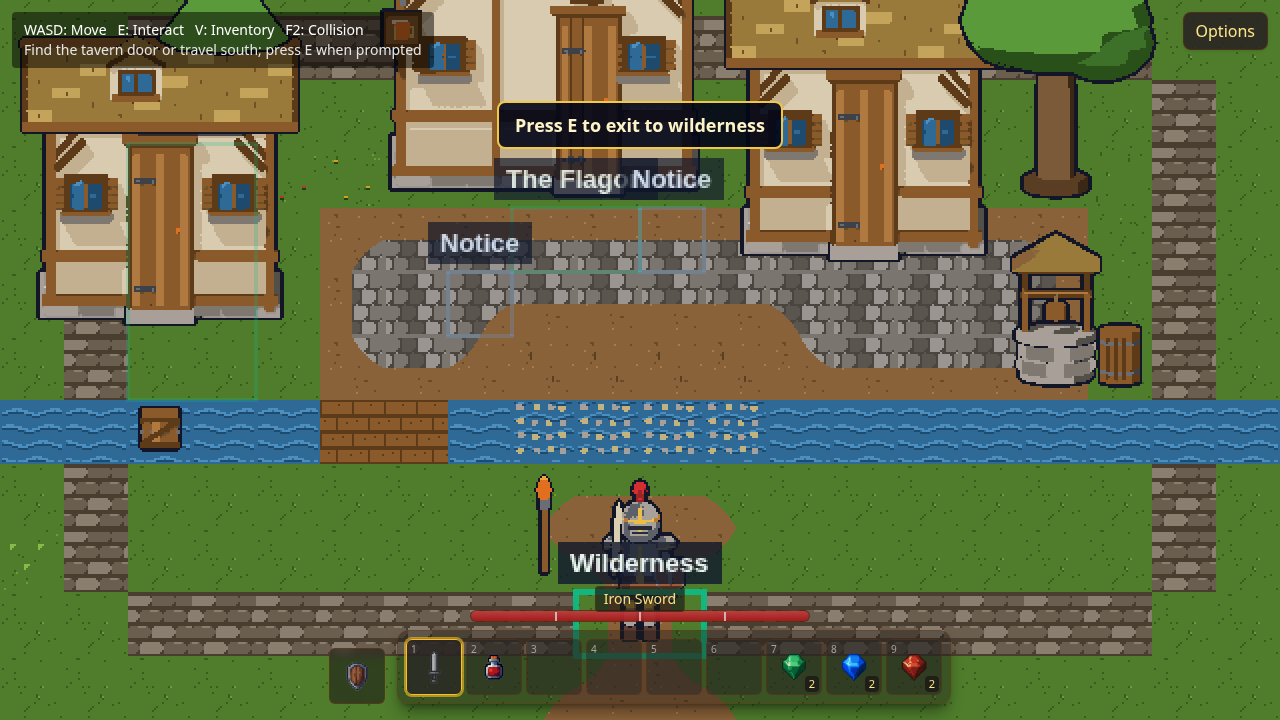 WASD: Move   E: Interact   V: Inventory   F2: Collision
Find the tavern door or travel south; press E when prompted
Options
Press E to exit to wilderness
The Flago
Notice
Notice
Wilderness
Iron Sword
1 2 3 4 5 6 7 8 9
2 2 2